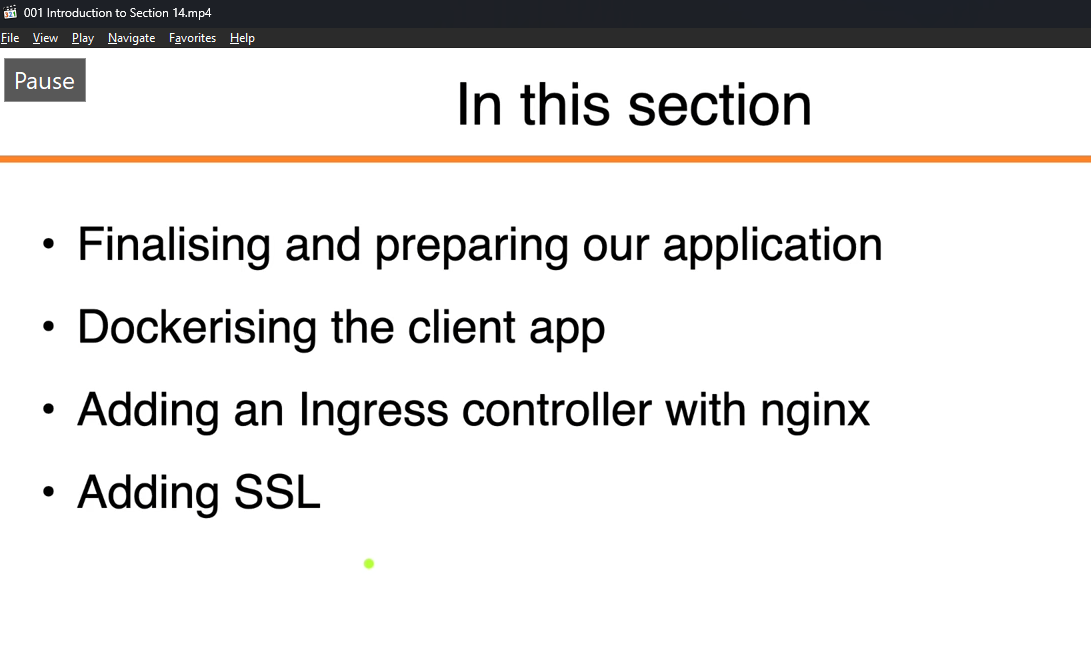 001 Introduction to Section 14.mp4
File View Play Navigate Favorites Help
Pause
In this section
• Finalising and preparing our application
• Dockerising the client app
• Adding an Ingress controller with nginx
• Adding SSL